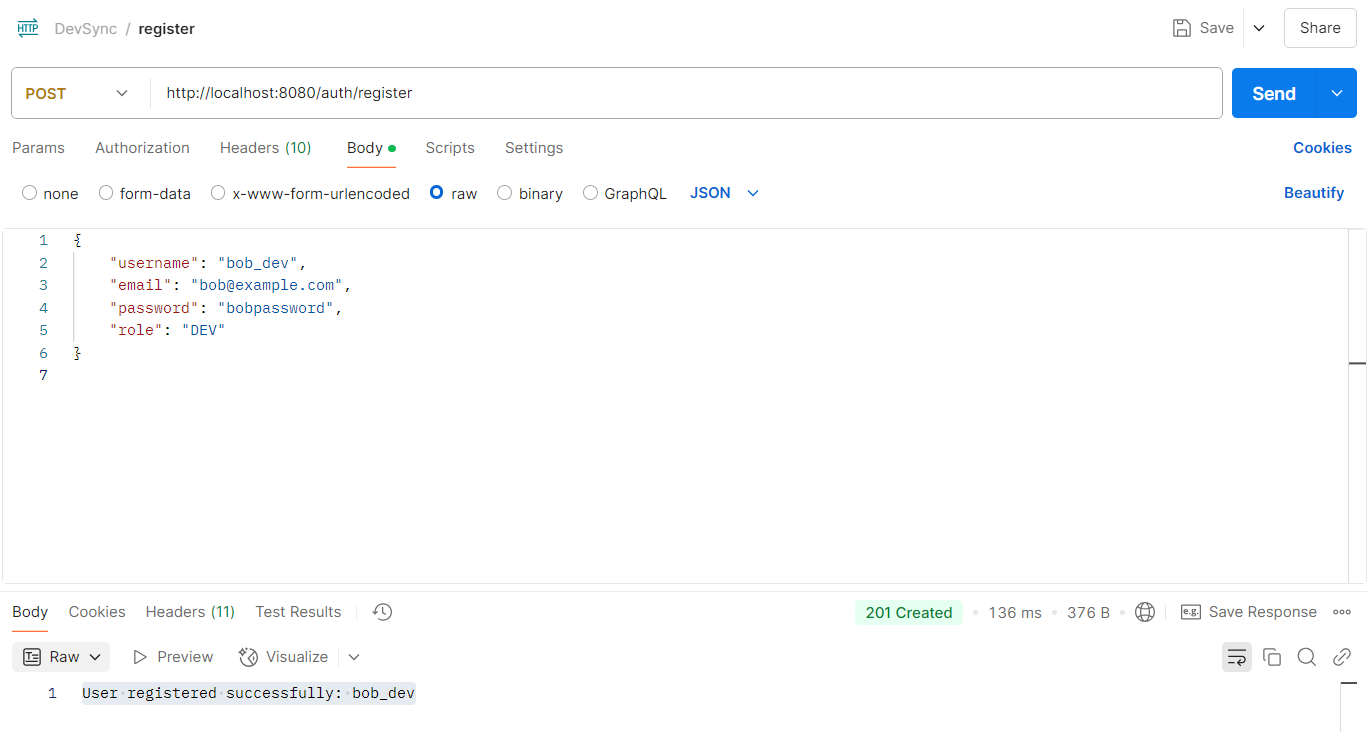 HTTP DevSync / register Save Share
POST http://localhost:8080/auth/register Send
Params Authorization Headers (10) Body Scripts Settings Cookies
none form-data x-www-form-urlencoded raw binary GraphQL JSON Beautify
1 {
2 "username": "bob_dev",
3 "email": "bob@example.com",
4 "password": "bobpassword",
5 "role": "DEV"
6 }
7
Body Cookies Headers (11) Test Results 201 Created 136 ms 376 B e.g. Save Response
Raw Preview Visualize
1 User registered successfully: bob_dev